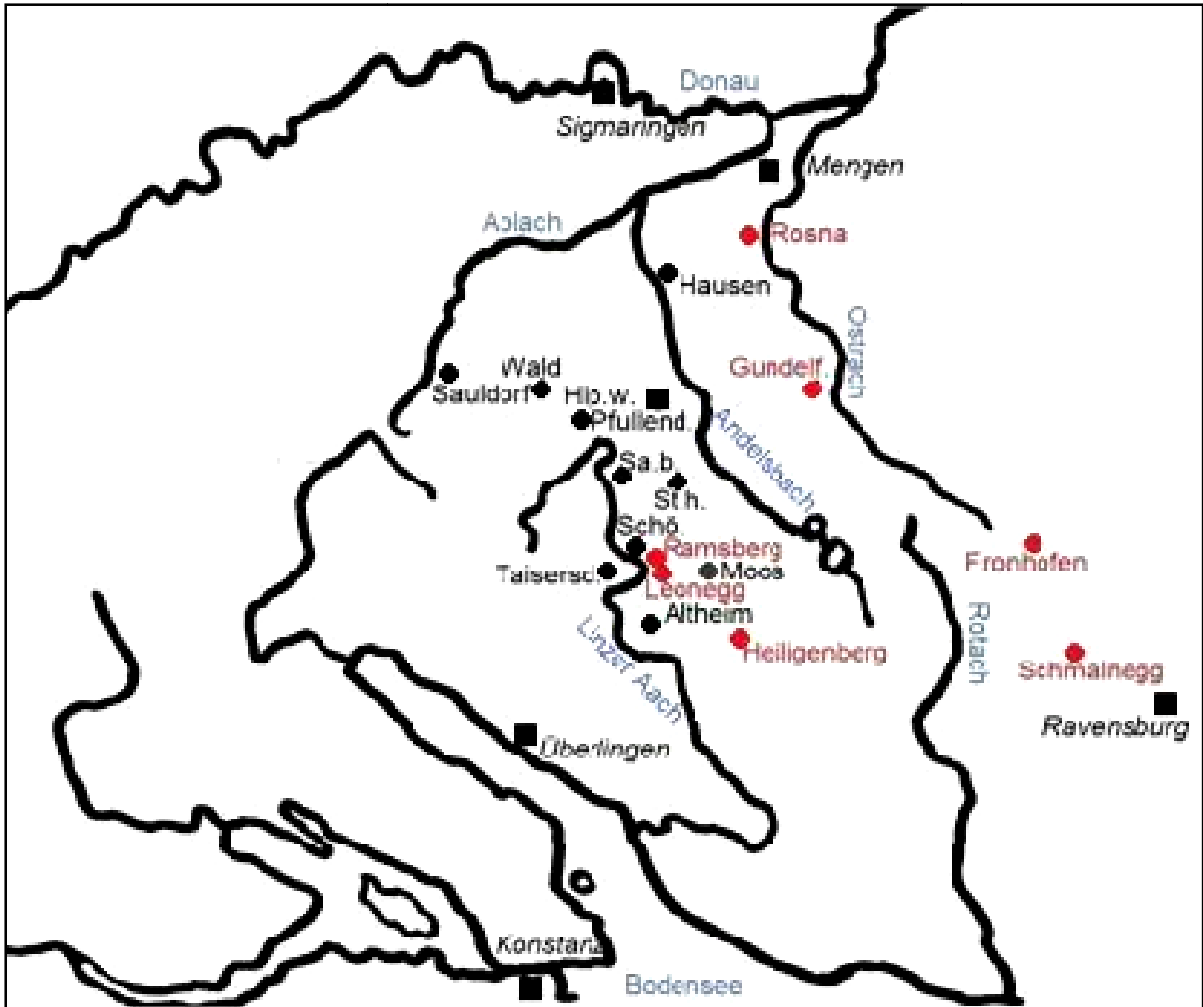 Donau
Sigmaringen
Mengen
Ablach
Rosna
Hausen
Ostrach
Wald
Gundelf.
Sauldorf
Hip.w.
Pfullend.
Andelsbach
Sa.b.
St.h.
Schö.
Ramsberg
Fronhofen
Taisersd.
Moos
Leonegg
Altheim
Linzer Aach
Heiligenberg
Rotach
Schmalnegg
Ravensburg
Überlingen
Konstanz
Bodensee